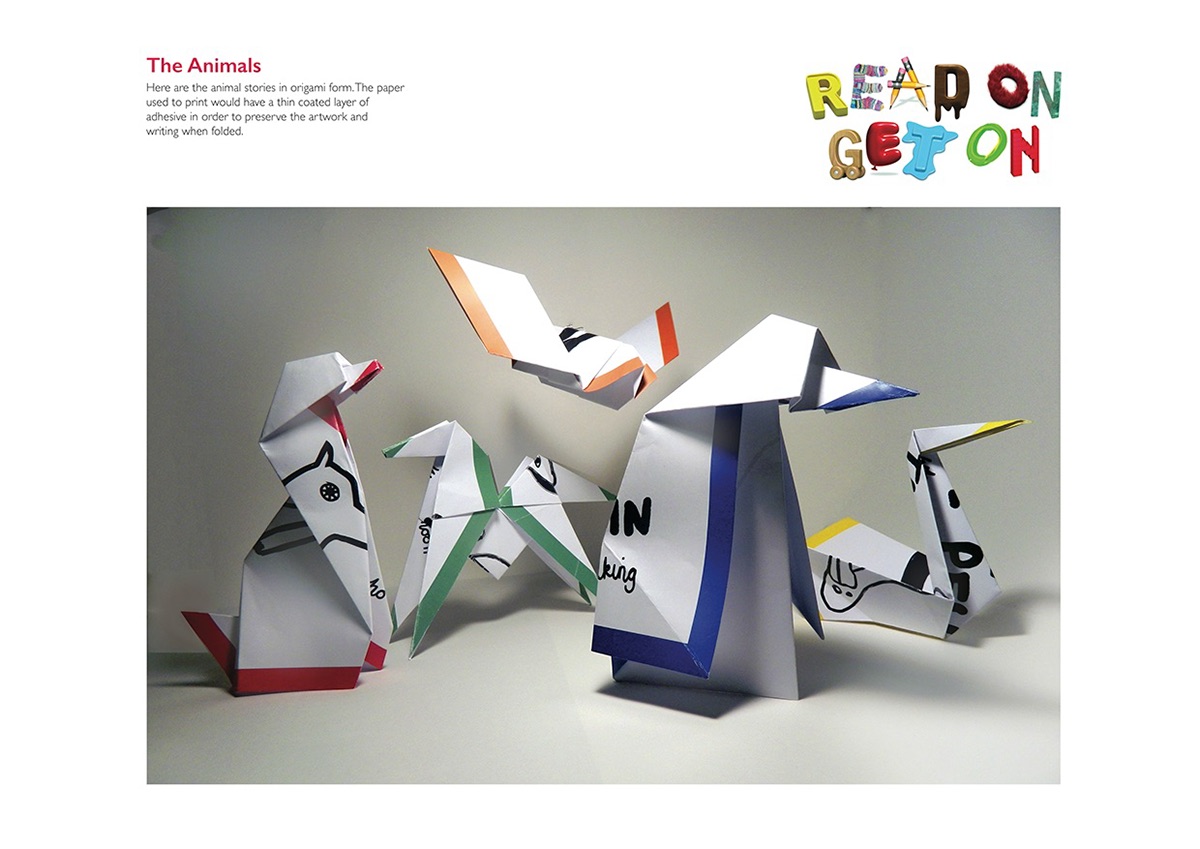 The Animals
Here are the animal stories in origami form. The paper
used to print would have a thin coated layer of
adhesive in order to preserve the artwork and
writing when folded.
READ ON
GET ON
IN
king